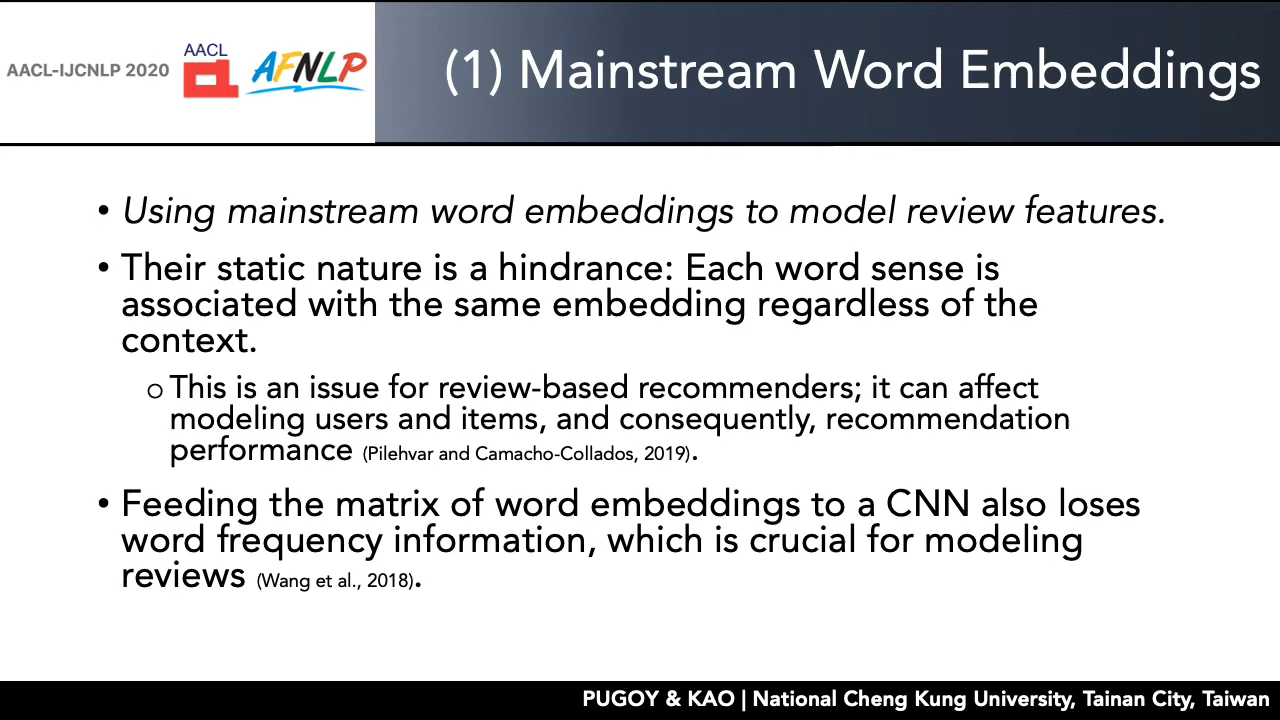 AACL-IJCNLP 2020
AACL
AFNLP
(1) Mainstream Word Embeddings
• Using mainstream word embeddings to model review features.
• Their static nature is a hindrance: Each word sense is
associated with the same embedding regardless of the
context.
o This is an issue for review-based recommenders; it can affect
modeling users and items, and consequently, recommendation
performance (Pilehvar and Camacho-Collados, 2019).
• Feeding the matrix of word embeddings to a CNN also loses
word frequency information, which is crucial for modeling
reviews (Wang et al., 2018).
PUGOY & KAO | National Cheng Kung University, Tainan City, Taiwan